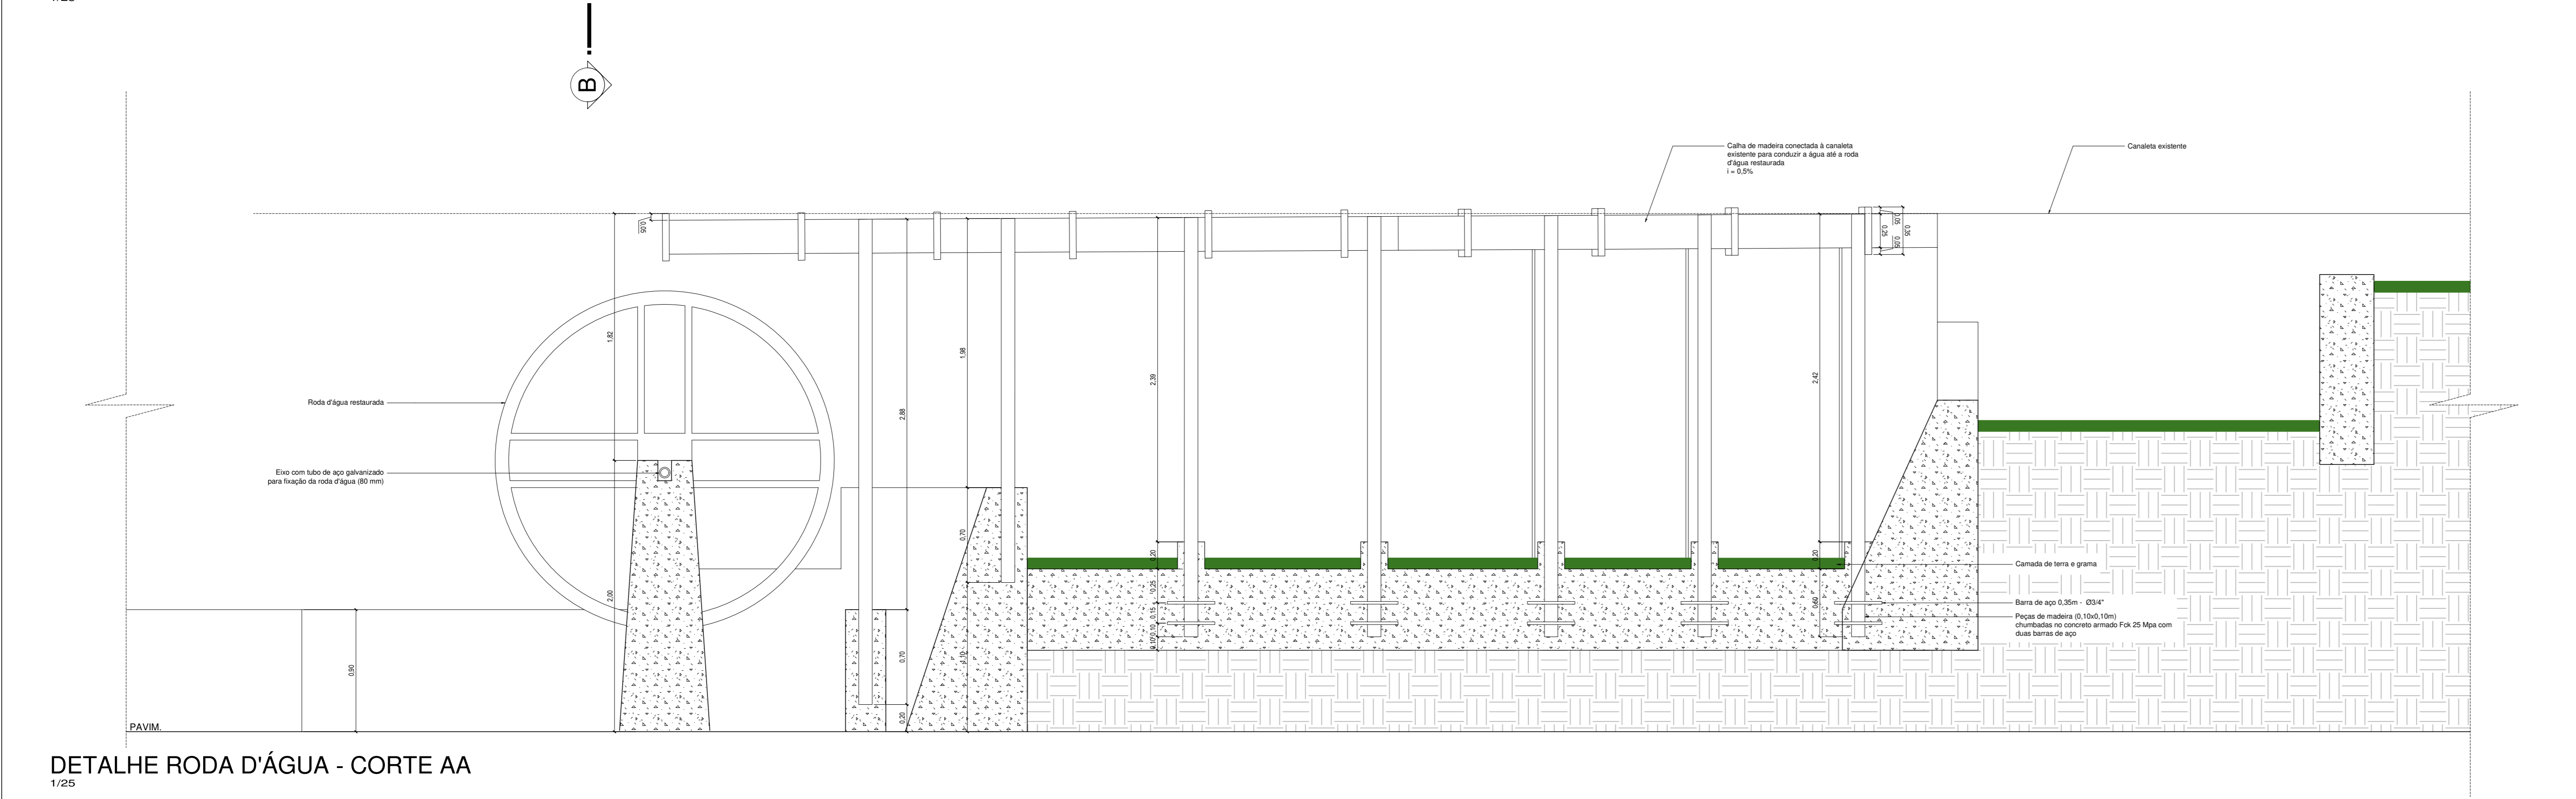 B
Calha de madeira conectada à canaleta
existente para conduzir a água até a roda
d'água restaurada
i = 0,5%
Canaleta existente
0,05
0,05
0,25
0,05
0,35
1,82
1,98
2,39
2,42
2,88
Roda d'água restaurada
Eixo com tubo de aço galvanizado
para fixação da roda d'água (80 mm)
0,70
0,20
0,20
0,25
0,15
0,10
0,10
2,00
0,60
Camada de terra e grama
Barra de aço 0,35m - Ø3/4"
Peças de madeira (0,10x0,10m)
chumbadas no concreto armado Fck 25 Mpa com
duas barras de aço
0,90
0,70
0,20
1,10
PAVIM.
DETALHE RODA D'ÁGUA - CORTE AA
1/25